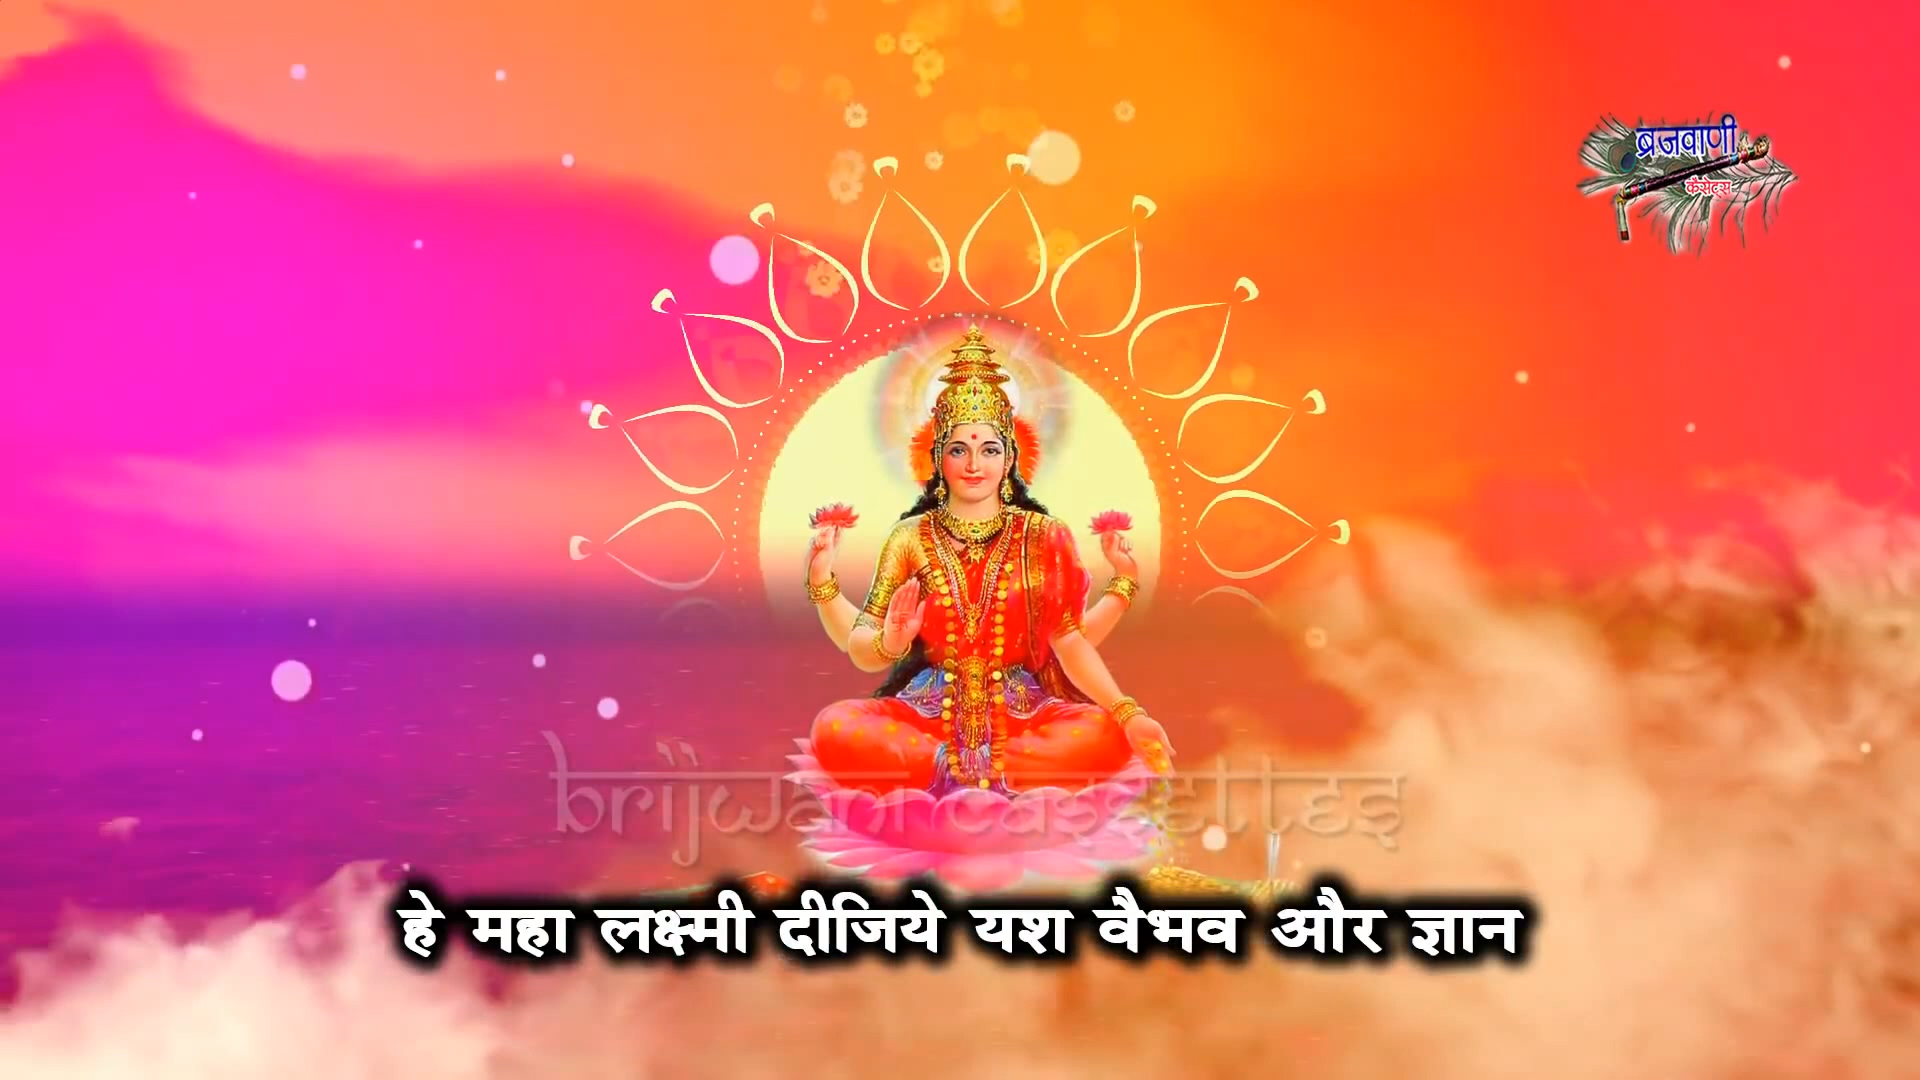 ब्रजवाणी
कैसेट्स
brijwani cassettes
हे महा लक्ष्मी दीजिये यश वैभव और ज्ञान